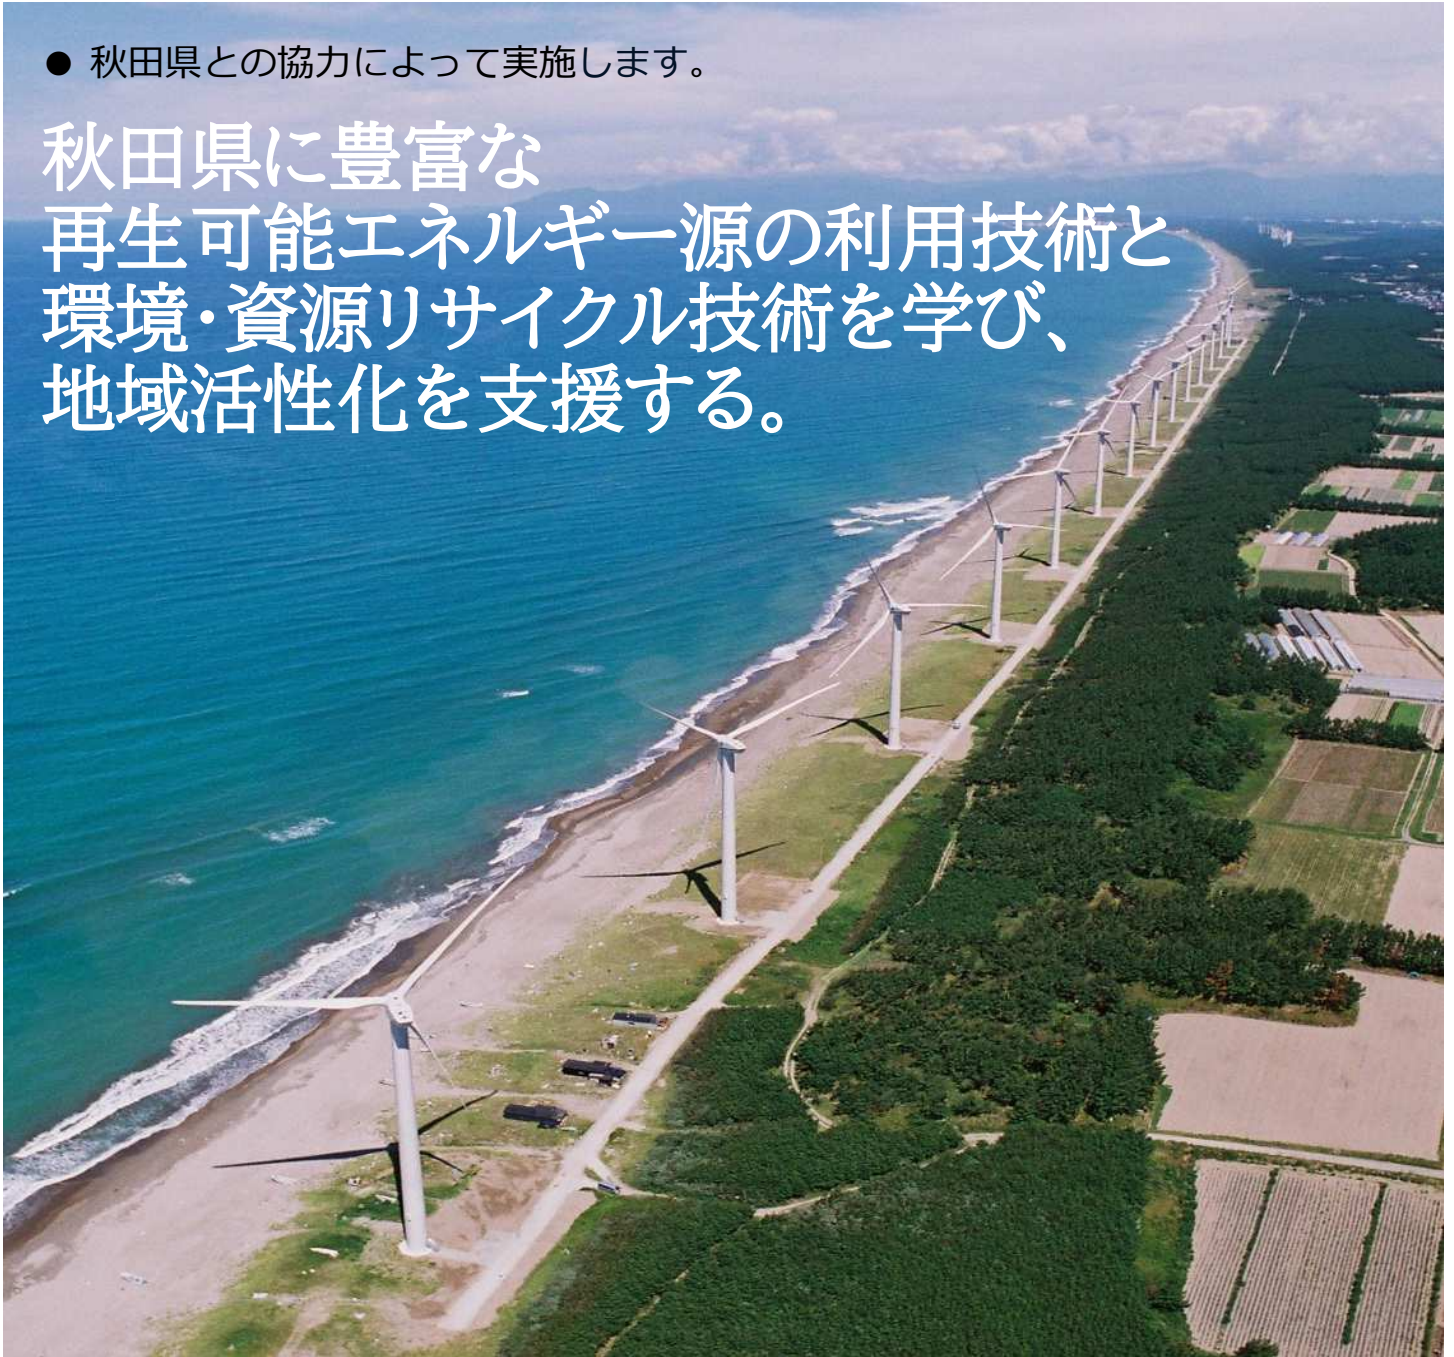 ● 秋田県との協力によって実施します。
秋田県に豊富な
再生可能エネルギー源の利用技術と
環境・資源リサイクル技術を学び、
地域活性化を支援する。